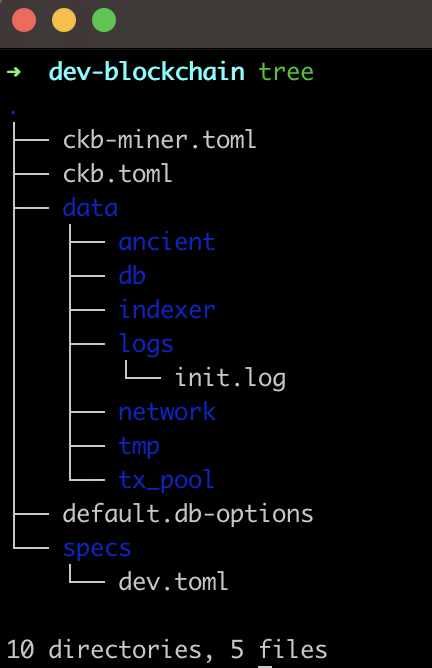 ➜  dev-blockchain tree
.
├── ckb-miner.toml
├── ckb.toml
├── data
│   ├── ancient
│   ├── db
│   ├── indexer
│   ├── logs
│   │   └── init.log
│   ├── network
│   ├── tmp
│   └── tx_pool
├── default.db-options
└── specs
    └── dev.toml

10 directories, 5 files